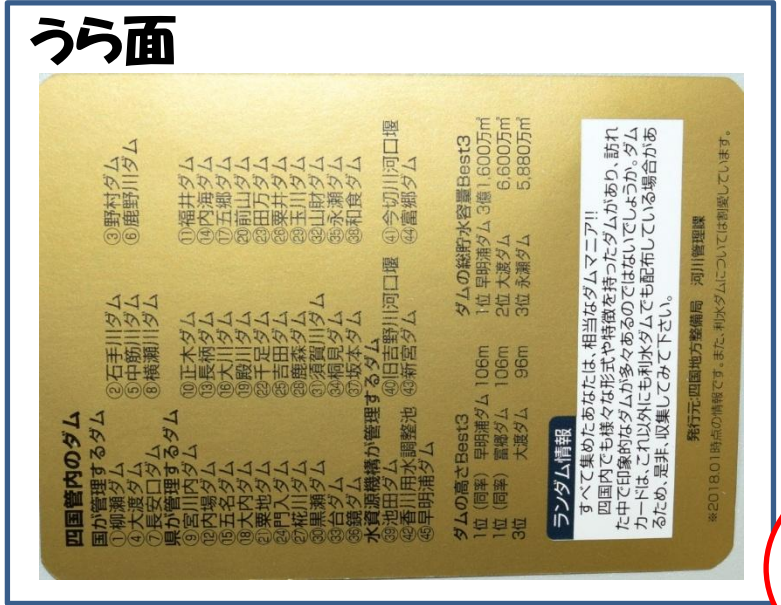 うら面
四国管内のダム
国が管理するダム
①柳瀬ダム ②石手川ダム ③野村ダム
④大渡ダム ⑤中筋川ダム ⑥鹿野川ダム
⑦長安口ダム ⑧横瀬川ダム
県が管理するダム
⑨宮川内ダム ⑩正木ダム ⑪福井ダム
⑫内場ダム ⑬長柄ダム ⑭内海ダム
⑮五名ダム ⑯大川ダム ⑰五郷ダム
⑱大内ダム ⑲殿川ダム ⑳前山ダム
㉑粟地ダム ㉒千足ダム ㉓田万ダム
㉔門入ダム ㉕吉田ダム ㉖粟井ダム
㉗椛川ダム ㉘鹿森ダム ㉙玉川ダム
㉚黒瀬ダム ㉛須賀川ダム ㉜山財ダム
㉝台ダム ㉞桐見ダム ㉟永瀬ダム
㊱鏡ダム ㊲坂本ダム ㊳和食ダム
水資源機構が管理するダム
㊴池田ダム ㊵旧吉野川河口堰 ㊶今切川河口堰
㊷香川用水調整池 ㊸新宮ダム ㊹富郷ダム
㊺早明浦ダム
ダムの高さBest3 ダムの総貯水容量Best3
1位(同率) 早明浦ダム 106m 1位 早明浦ダム 3億1,600万㎥
1位(同率) 富郷ダム 106m 2位 大渡ダム 6,600万㎥
3位 大渡ダム 96m 3位 永瀬ダム 5,880万㎥
ランダム情報
すべて集めたあなたは、相当なダムマニア!!
四国内でも様々な形式や特徴を持ったダムがあり、訪れ
た中で印象的なダムが多々あるのではないでしょうか。ダム
カードは、これ以外にも利水ダムでも配布している場合があ
るため、是非、収集してみて下さい。
発行元:四国地方整備局 河川管理課
※2018.01時点の情報です。また、利水ダムについては割愛しています。